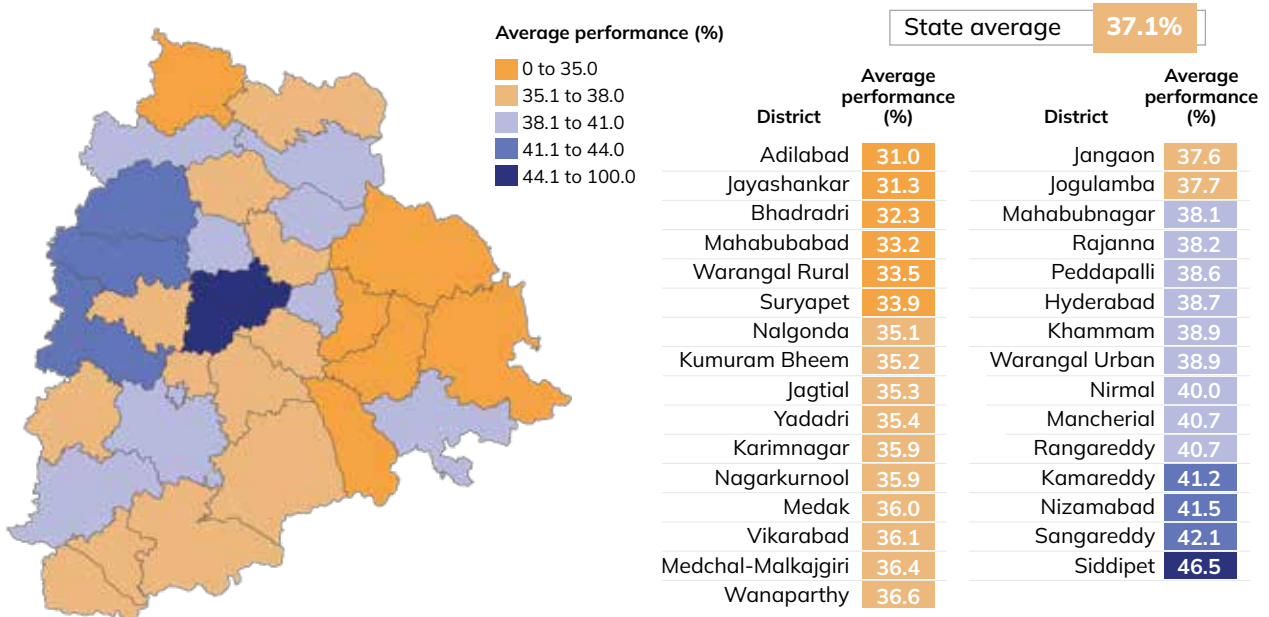 Average performance (%)
0 to 35.0
35.1 to 38.0
38.1 to 41.0
41.1 to 44.0
44.1 to 100.0
State average 37.1%
District Average performance (%)
Adilabad 31.0
Jayashankar 31.3
Bhadradri 32.3
Mahabubabad 33.2
Warangal Rural 33.5
Suryapet 33.9
Nalgonda 35.1
Kumuram Bheem 35.2
Jagtial 35.3
Yadadri 35.4
Karimnagar 35.9
Nagarkurnool 35.9
Medak 36.0
Vikarabad 36.1
Medchal-Malkajgiri 36.4
Wanaparthy 36.6
District Average performance (%)
Jangaon 37.6
Jogulamba 37.7
Mahabubnagar 38.1
Rajanna 38.2
Peddapalli 38.6
Hyderabad 38.7
Khammam 38.9
Warangal Urban 38.9
Nirmal 40.0
Mancherial 40.7
Rangareddy 40.7
Kamareddy 41.2
Nizamabad 41.5
Sangareddy 42.1
Siddipet 46.5